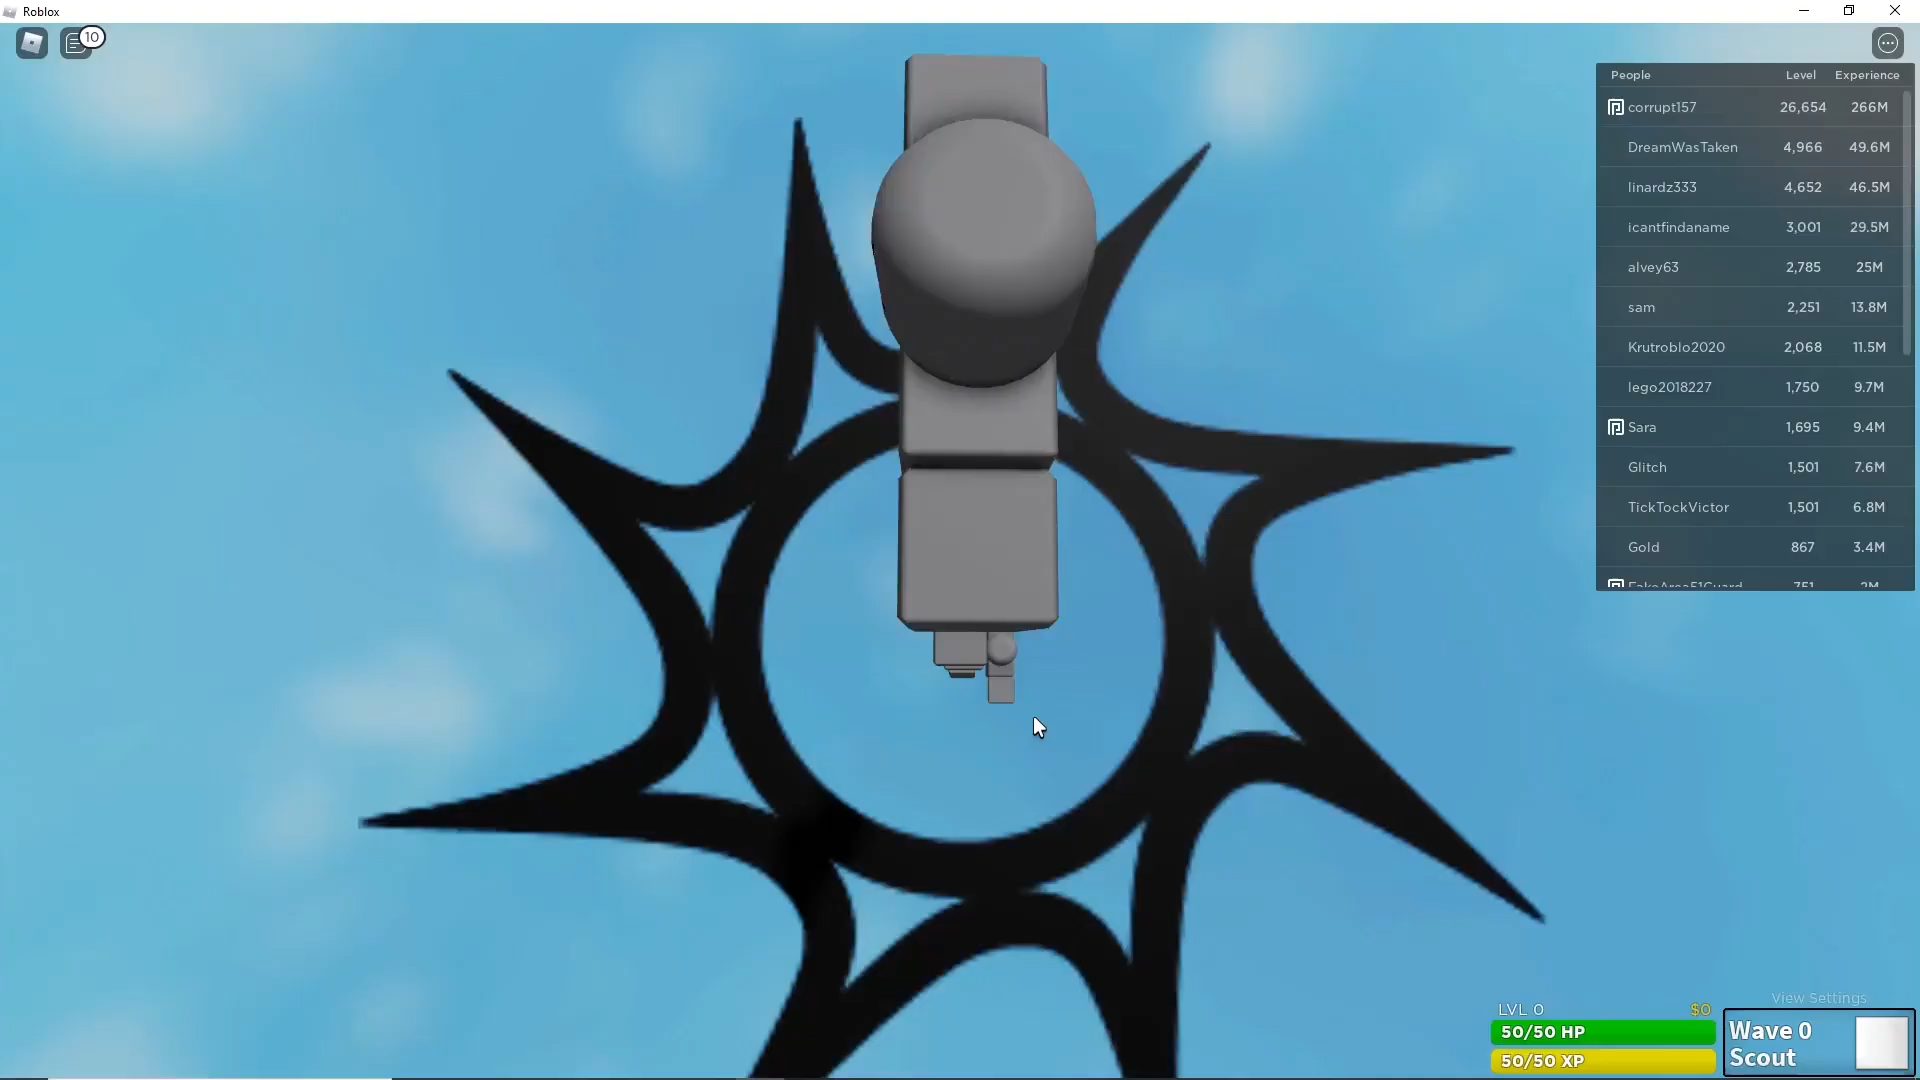 Roblox
10
People Level Experience
corrupt157 26,654 266M
DreamWasTaken 4,966 49.6M
linardz333 4,652 46.5M
icantfindaname 3,001 29.5M
alvey63 2,785 25M
sam 2,251 13.8M
Krutroblo2020 2,068 11.5M
lego2018227 1,750 9.7M
Sara 1,695 9.4M
Glitch 1,501 7.6M
TickTockVictor 1,501 6.8M
Gold 867 3.4M
FakeArea51Guard 751 2M
View Settings
LVL 0 $0
50/50 HP
50/50 XP
Wave 0
Scout